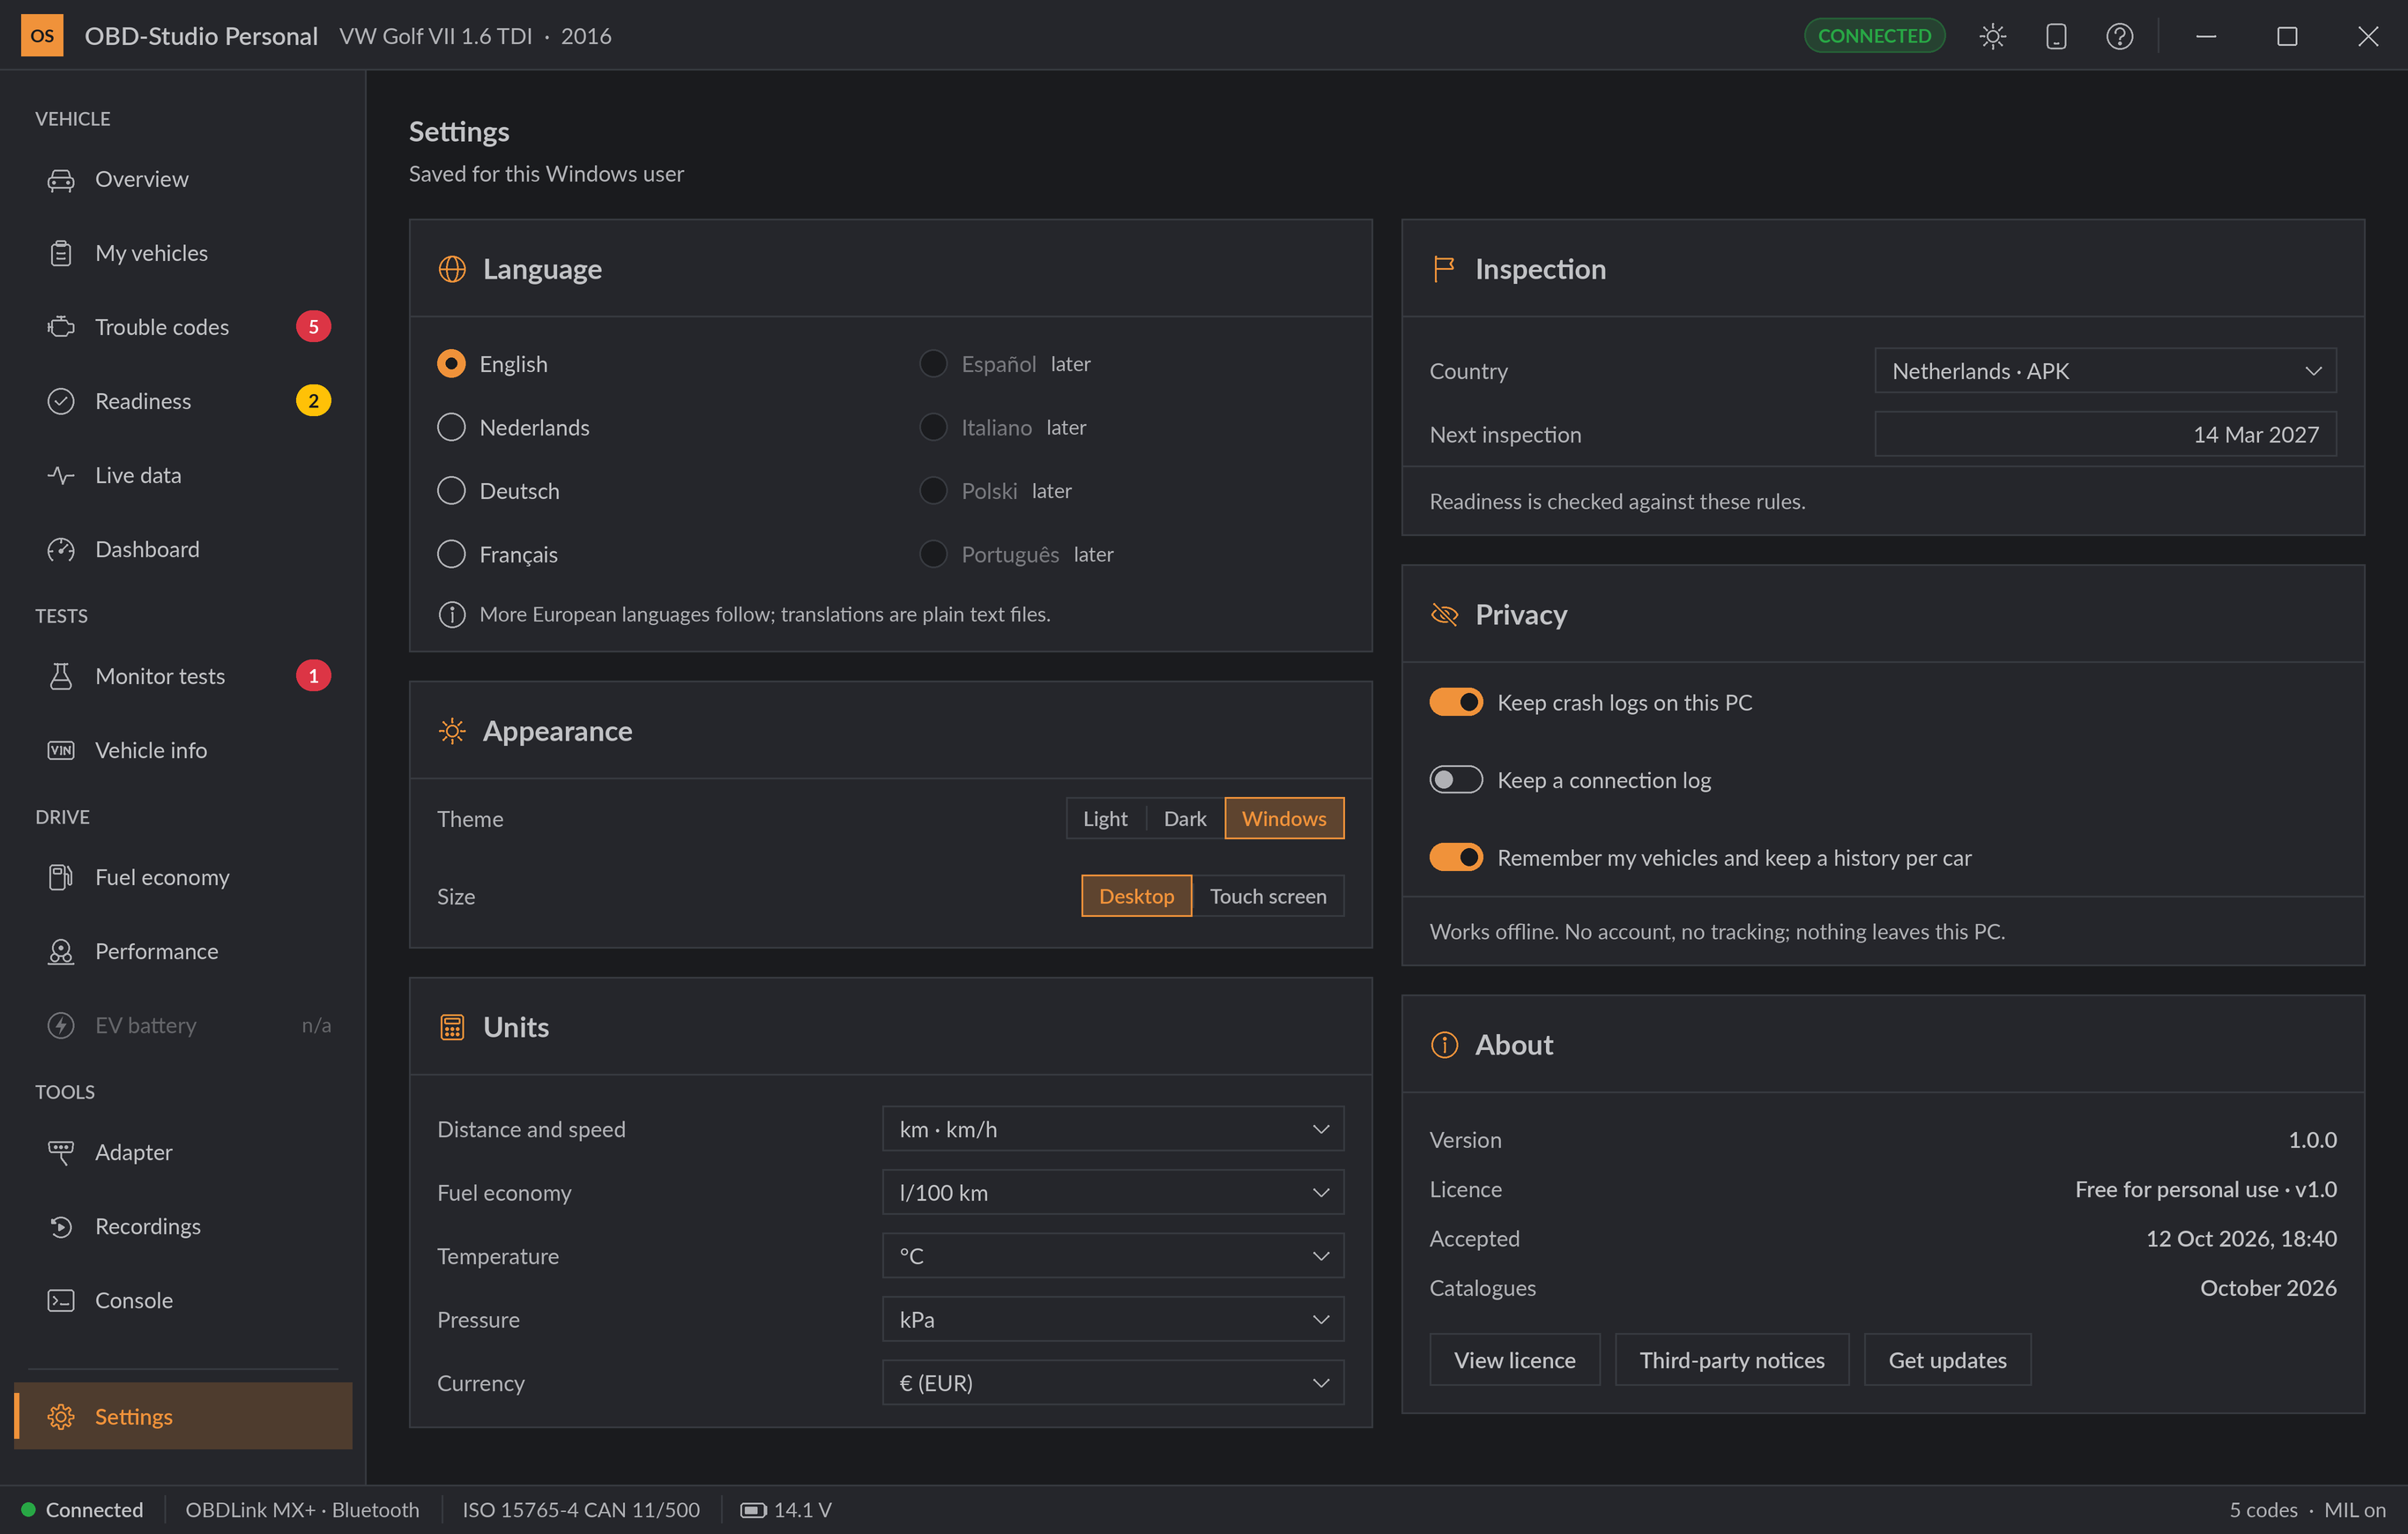 OS OBD-Studio Personal VW Golf VII 1.6 TDI · 2016 CONNECTED
VEHICLE
Overview
My vehicles
Trouble codes 5
Readiness 2
Live data
Dashboard
TESTS
Monitor tests 1
VIN Vehicle info
DRIVE
Fuel economy
Performance
EV battery n/a
TOOLS
Adapter
Recordings
Console
Settings
Settings
Saved for this Windows user
Language
English
Nederlands
Deutsch
Français
Español later
Italiano later
Polski later
Português later
More European languages follow; translations are plain text files.
Appearance
Theme Light Dark Windows
Size Desktop Touch screen
Units
Distance and speed km · km/h
Fuel economy l/100 km
Temperature °C
Pressure kPa
Currency € (EUR)
Inspection
Country Netherlands · APK
Next inspection 14 Mar 2027
Readiness is checked against these rules.
Privacy
Keep crash logs on this PC
Keep a connection log
Remember my vehicles and keep a history per car
Works offline. No account, no tracking; nothing leaves this PC.
About
Version 1.0.0
Licence Free for personal use · v1.0
Accepted 12 Oct 2026, 18:40
Catalogues October 2026
View licence Third-party notices Get updates
Connected OBDLink MX+ · Bluetooth ISO 15765-4 CAN 11/500 14.1 V 5 codes · MIL on